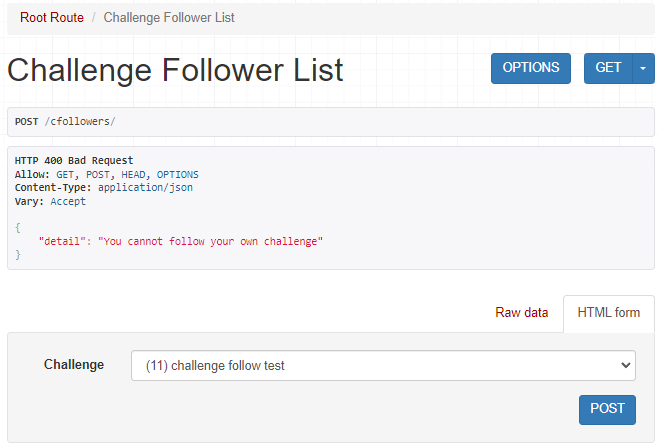 Root Route / Challenge Follower List
Challenge Follower List
OPTIONS
GET
POST /cfollowers/
HTTP 400 Bad Request
Allow: GET, POST, HEAD, OPTIONS
Content-Type: application/json
Vary: Accept
{
"detail": "You cannot follow your own challenge"
}
Raw data
HTML form
Challenge
(11) challenge follow test
POST